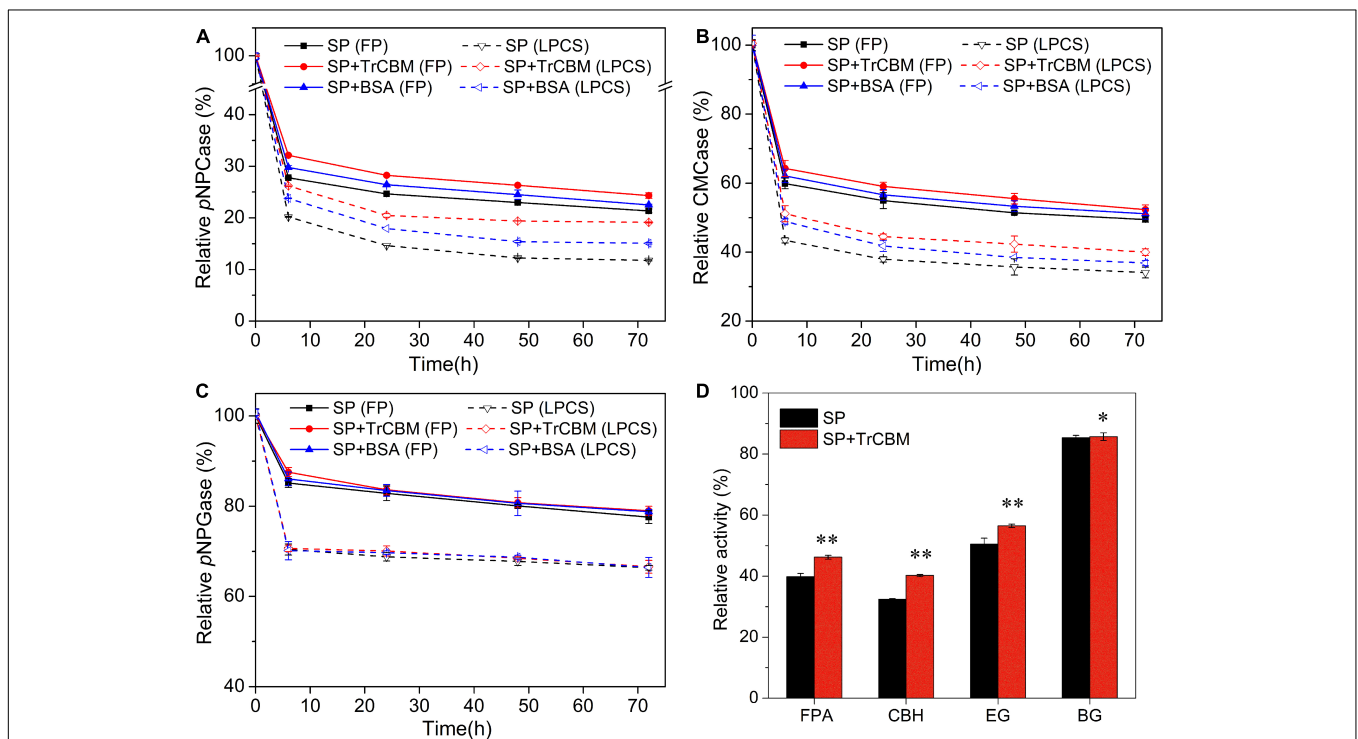 A
SP (FP) SP (LPCS)
SP+TrCBM (FP) SP+TrCBM (LPCS)
SP+BSA (FP) SP+BSA (LPCS)
Relative pNPCase (%)
100
40
30
20
10
0
0 10 20 30 40 50 60 70
Time(h)
B
SP (FP) SP (LPCS)
SP+TrCBM (FP) SP+TrCBM (LPCS)
SP+BSA (FP) SP+BSA (LPCS)
Relative CMCase (%)
100
80
60
40
20
0 10 20 30 40 50 60 70
Time(h)
C
SP (FP) SP (LPCS)
SP+TrCBM (FP) SP+TrCBM (LPCS)
SP+BSA (FP) SP+BSA (LPCS)
Relative pNPGase (%)
100
80
60
40
0 10 20 30 40 50 60 70
Time(h)
D
SP
SP+TrCBM
Relative activity (%)
100
80
60
40
20
0
** ** ** *
FPA CBH EG BG